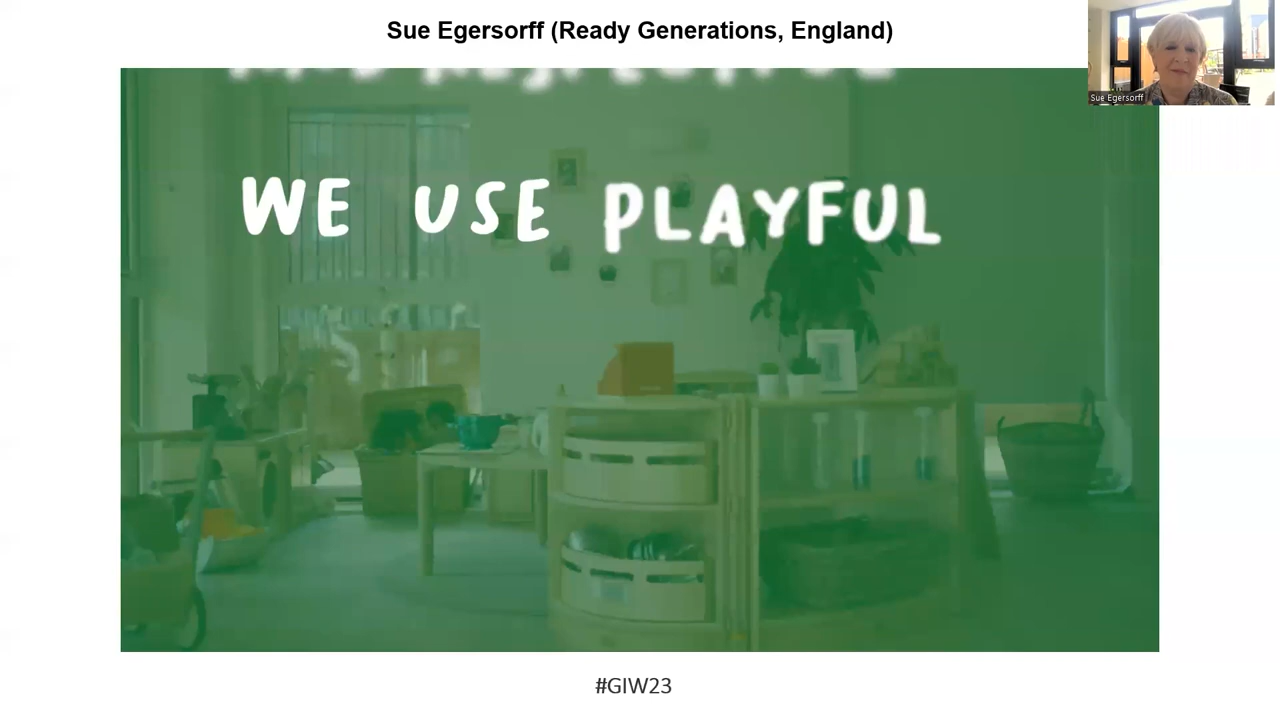 Sue Egersorff (Ready Generations, England)
Sue Egersorff
WE USE PLAYFUL
#GIW23